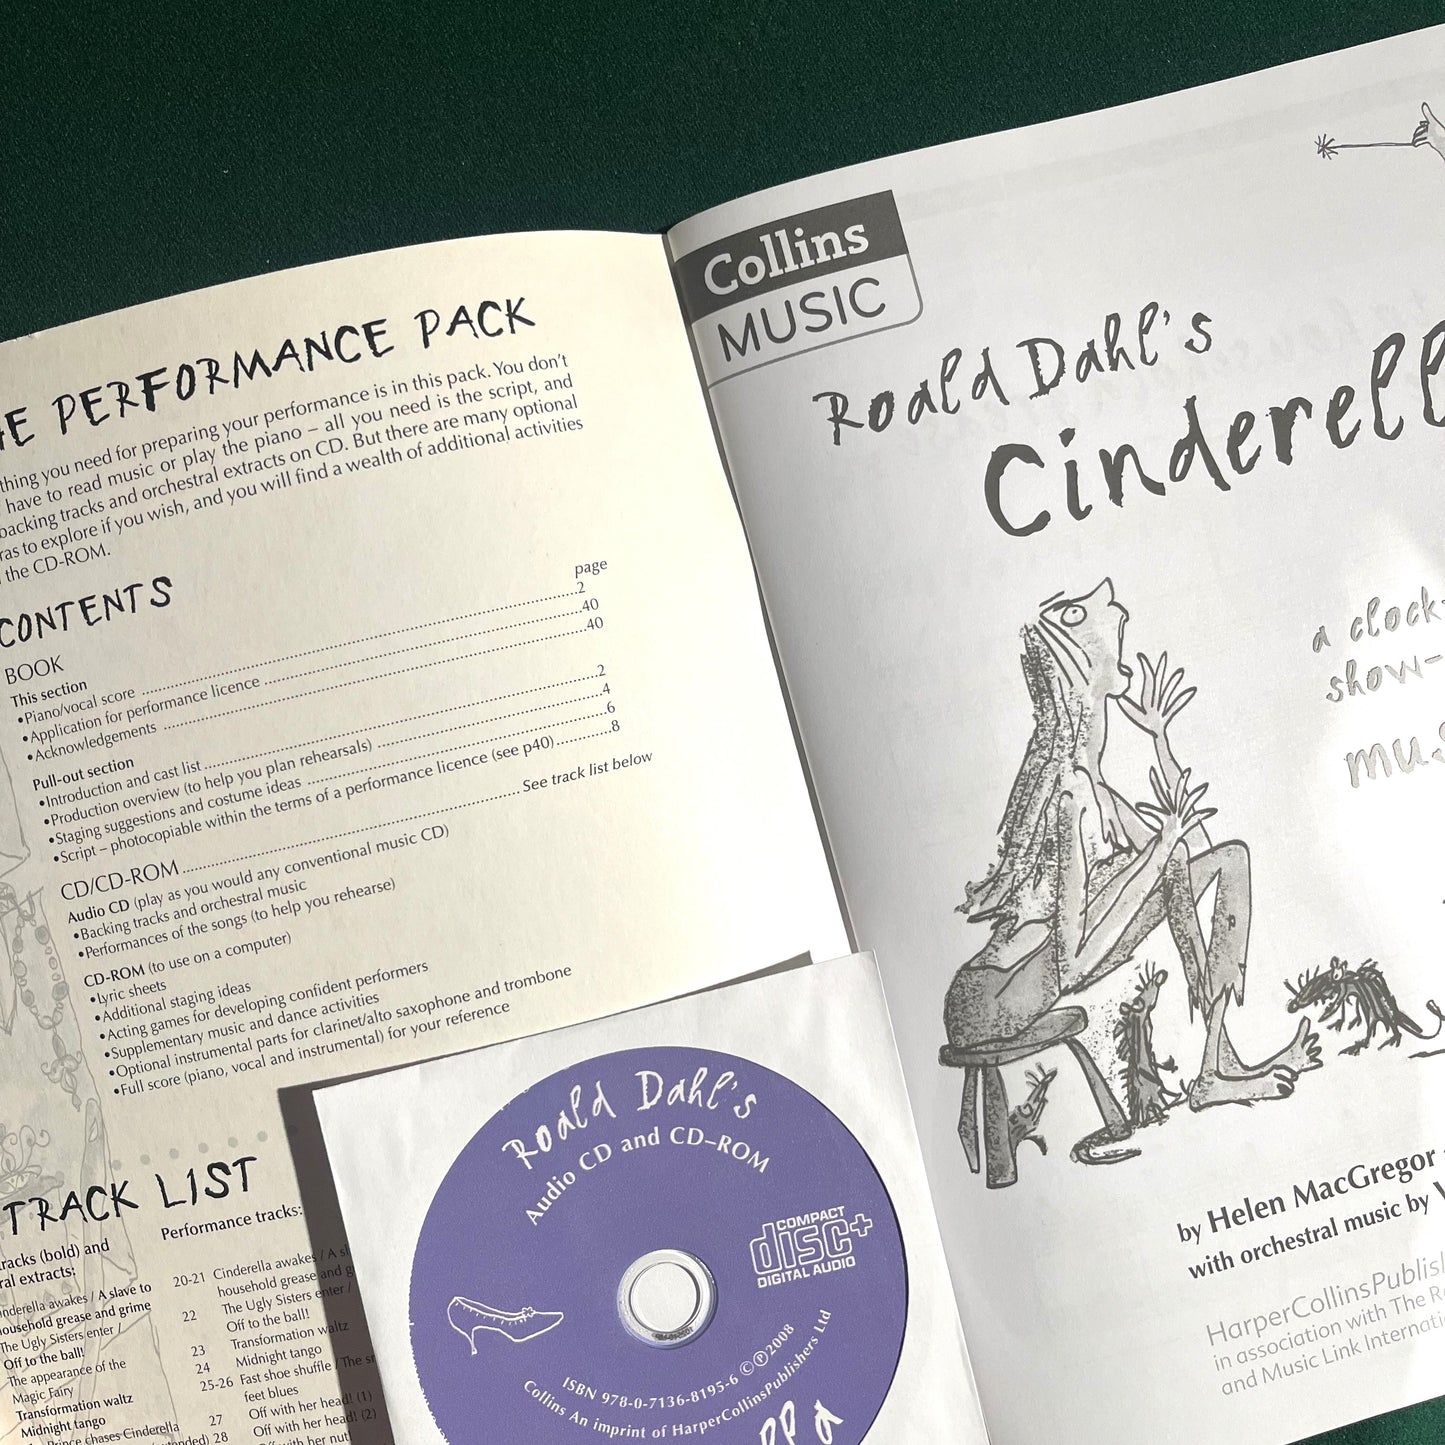 PERFORMANCE PACK
you need for preparing your performance is in this pack. You don't
have to read music or play the piano – all you need is the script, and
backing tracks and orchestral extracts on CD. But there are many optional
to explore if you wish, and you will find a wealth of additional activities
the CD-ROM.
CONTENTS
page
BOOK
This section
•Piano/vocal score ........ 2
•Application for performance licence ........ 40
•Acknowledgements ........ 40
Pull-out section
•Introduction and cast list ........ 2
•Production overview (to help you plan rehearsals) ........ 4
•Staging suggestions and costume ideas ........ 6
•Script – photocopiable within the terms of a performance licence (see p40) ........ 8
CD/CD-ROM ........ See track list below
Audio CD (play as you would any conventional music CD)
•Backing tracks and orchestral music
•Performances of the songs (to help you rehearse)
CD-ROM (to use on a computer)
•Lyric sheets
•Additional staging ideas
•Acting games for developing confident performers
•Supplementary music and dance activities
•Optional instrumental parts for clarinet/alto saxophone and trombone
•Full score (piano, vocal and instrumental) for your reference
TRACK LIST
tracks (bold) and
extracts:
awakes / A slave to
household grease and grime
The Ugly Sisters enter /
Off to the ball!
The appearance of the
Magic Fairy
Transformation waltz
Midnight tango
Prince chases Cinderella
Performance tracks:
20-21 Cinderella awakes / A
household grease and
22 The Ugly Sisters enter /
Off to the ball!
23 Transformation waltz
24 Midnight tango
25-26 Fast shoe shuffle / The
feet blues
27 Off with her head! (1)
28 Off with her head! (2)
Roald Dahl's
Audio CD and CD-ROM
COMPACT
disc+
DIGITAL AUDIO
ISBN 978-0-7136-8195-6 ©℗2008
Collins An imprint of HarperCollinsPublishers Ltd
Collins
MUSIC
Roald Dahl's
Cinderell
a clock-
show-
mus
by Helen MacGregor
with orchestral music by
HarperCollinsPublish
in association with The
and Music Link Internati